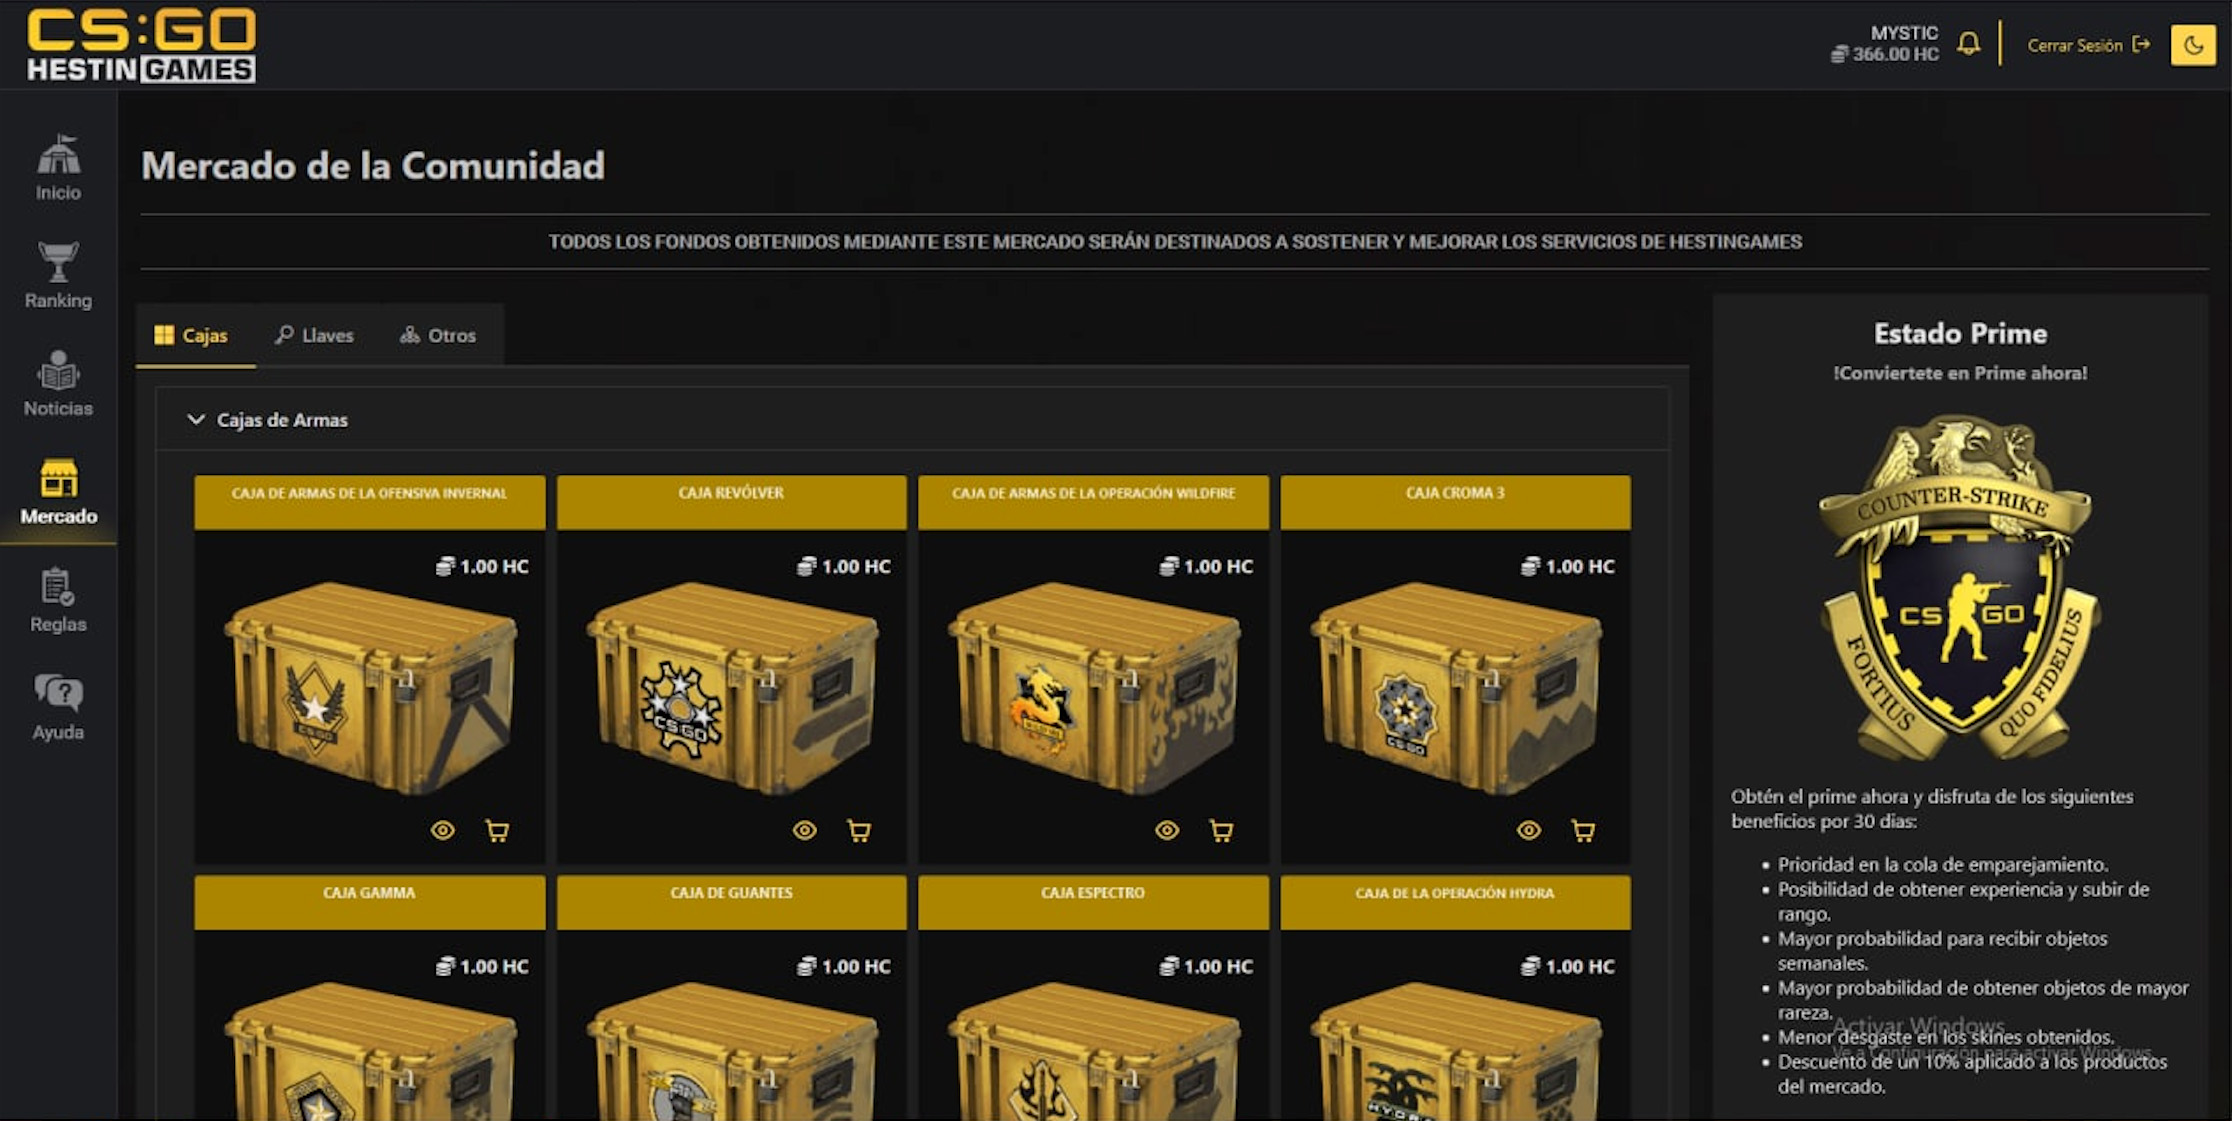 CS:GO
HESTINGAMES
MYSTIC
366.00 HC
Cerrar Sesión
Inicio
Ranking
Noticias
Mercado
Reglas
Ayuda
Mercado de la Comunidad
TODOS LOS FONDOS OBTENIDOS MEDIANTE ESTE MERCADO SERÁN DESTINADOS A SOSTENER Y MEJORAR LOS SERVICIOS DE HESTINGAMES
Cajas
Llaves
Otros
Cajas de Armas
CAJA DE ARMAS DE LA OFENSIVA INVERNAL
1.00 HC
CS:GO
CAJA REVÓLVER
1.00 HC
CS:GO
CAJA DE ARMAS DE LA OPERACIÓN WILDFIRE
1.00 HC
CAJA CROMA 3
1.00 HC
CS:GO
CAJA GAMMA
1.00 HC
CAJA DE GUANTES
1.00 HC
CAJA ESPECTRO
1.00 HC
CAJA DE LA OPERACIÓN HYDRA
1.00 HC
HYDRA
Estado Prime
!Conviertete en Prime ahora!
COUNTER-STRIKE
CS GO
FORTIUS
QUO FIDELIUS
Obtén el prime ahora y disfruta de los siguientes
beneficios por 30 dias:
• Prioridad en la cola de emparejamiento.
• Posibilidad de obtener experiencia y subir de
rango.
• Mayor probabilidad para recibir objetos
semanales.
• Mayor probabilidad de obtener objetos de mayor
rareza.
• Menor desgaste en los skines obtenidos.
• Descuento de un 10% aplicado a los productos
del mercado.
Activar Windows
Ve a Configuración para activar Windows.